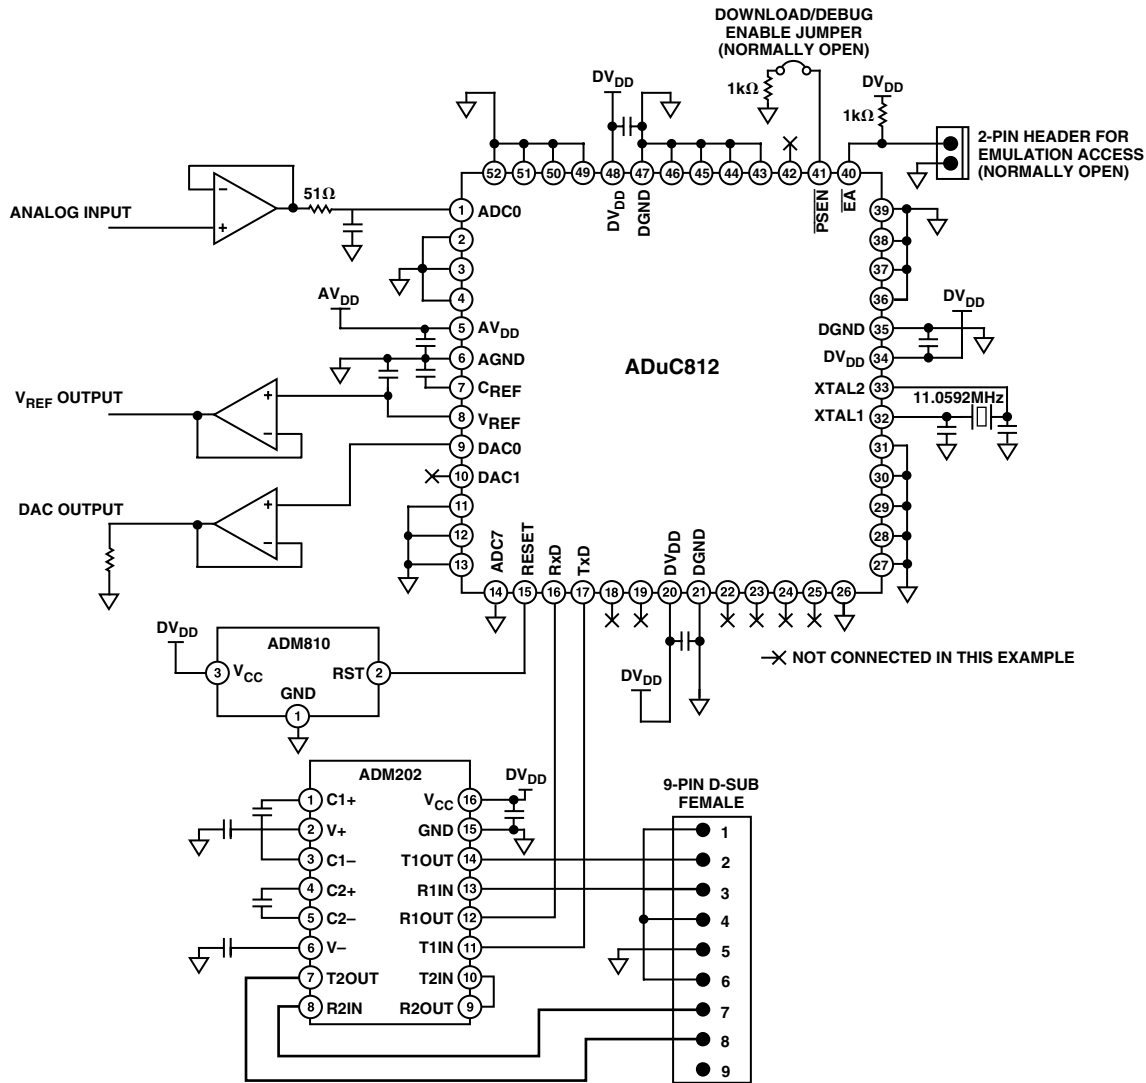 DOWNLOAD/DEBUG
ENABLE JUMPER
(NORMALLY OPEN)
DVDD
1kΩ
DVDD
1kΩ
2-PIN HEADER FOR
EMULATION ACCESS
(NORMALLY OPEN)
52 51 50 49 48 47 46 45 44 43 42 41 40
DVDD
DGND
PSEN
EA
ANALOG INPUT
51Ω
− +
1 ADC0
2
3
4
AVDD
5 AVDD
6 AGND
7 CREF
8 VREF
9 DAC0
10 DAC1
11
12
13
VREF OUTPUT
+ −
DAC OUTPUT
+ −
ADuC812
39
38
37
36
DVDD
DGND 35
DVDD 34
XTAL2 33
XTAL1 32
11.0592MHz
31
30
29
28
27
ADC7
RESET
RxD
TxD
DVDD
DGND
14 15 16 17 18 19 20 21 22 23 24 25 26
NOT CONNECTED IN THIS EXAMPLE
DVDD
DVDD
ADM810
3 VCC
RST 2
GND
1
ADM202
1 C1+
2 V+
3 C1−
4 C2+
5 C2−
6 V−
7 T2OUT
8 R2IN
DVDD
VCC 16
GND 15
T1OUT 14
R1IN 13
R1OUT 12
T1IN 11
T2IN 10
R2OUT 9
9-PIN D-SUB
FEMALE
1
2
3
4
5
6
7
8
9